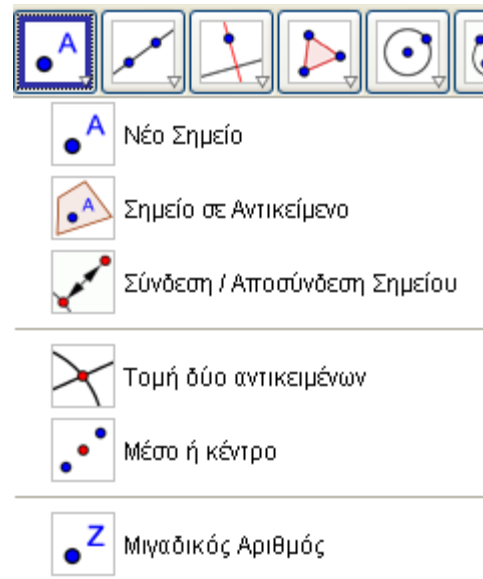 A
A Νέο Σημείο
A Σημείο σε Αντικείμενο
Σύνδεση / Αποσύνδεση Σημείου
Τομή δύο αντικειμένων
Μέσο ή κέντρο
Z Μιγαδικός Αριθμός